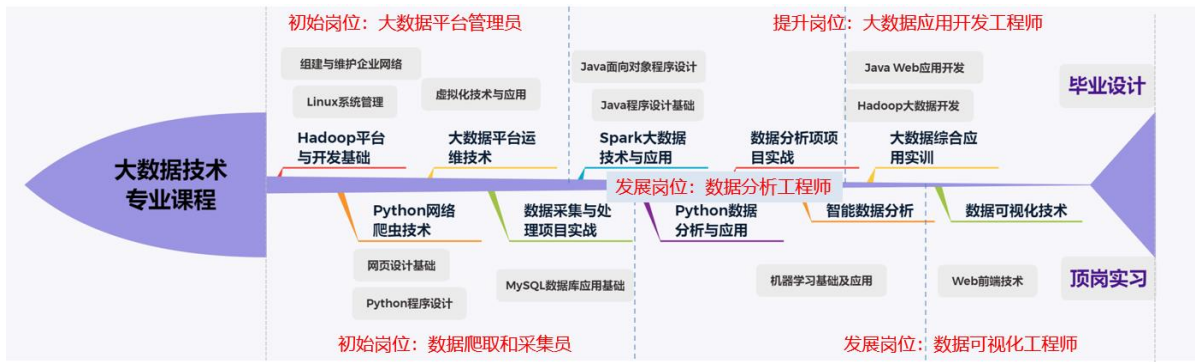 初始岗位：大数据平台管理员
提升岗位：大数据应用开发工程师
组建与维护企业网络
Linux系统管理
虚拟化技术与应用
Java面向对象程序设计
Java程序设计基础
Java Web应用开发
Hadoop大数据开发
毕业设计
大数据技术
专业课程
Hadoop平台
与开发基础
大数据平台运
维技术
Spark大数据
技术与应用
数据分析项项
目实战
大数据综合应
用实训
发展岗位：数据分析工程师
Python网络
爬虫技术
数据采集与处
理项目实战
Python数据
分析与应用
智能数据分析
数据可视化技术
网页设计基础
Python程序设计
MySQL数据库应用基础
机器学习基础及应用
Web前端技术
顶岗实习
初始岗位：数据爬取和采集员
发展岗位：数据可视化工程师